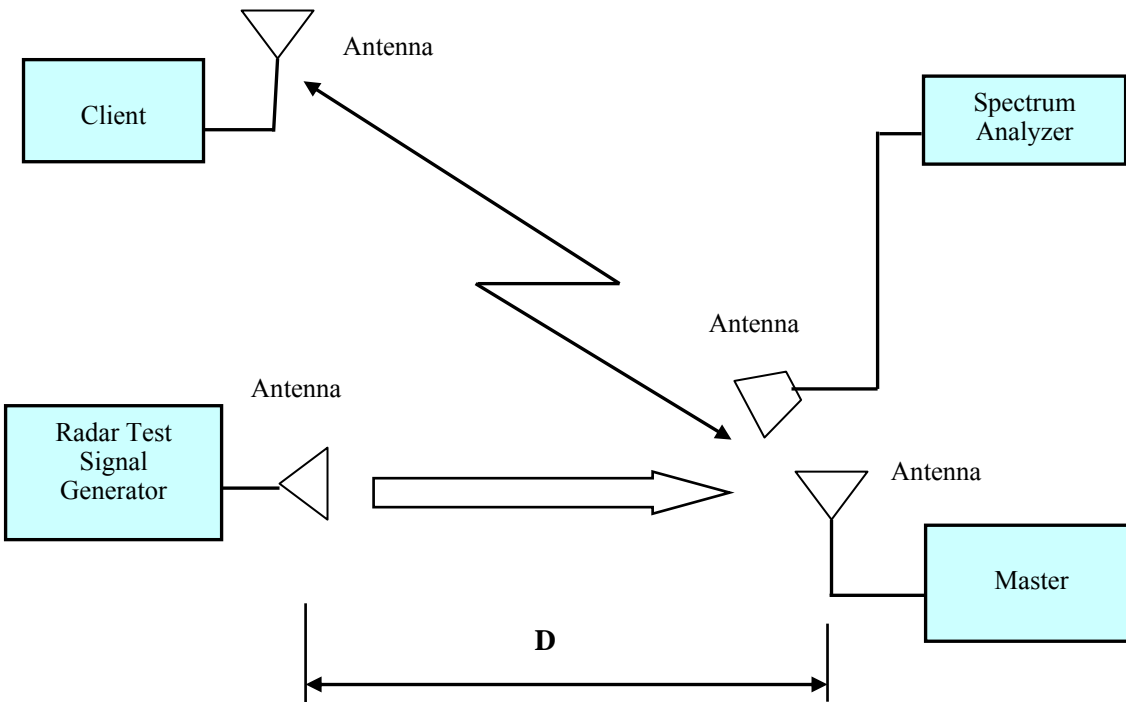 Antenna
Client
Spectrum
Analyzer
Antenna
Antenna
Radar Test
Signal
Generator
Antenna
Master
D